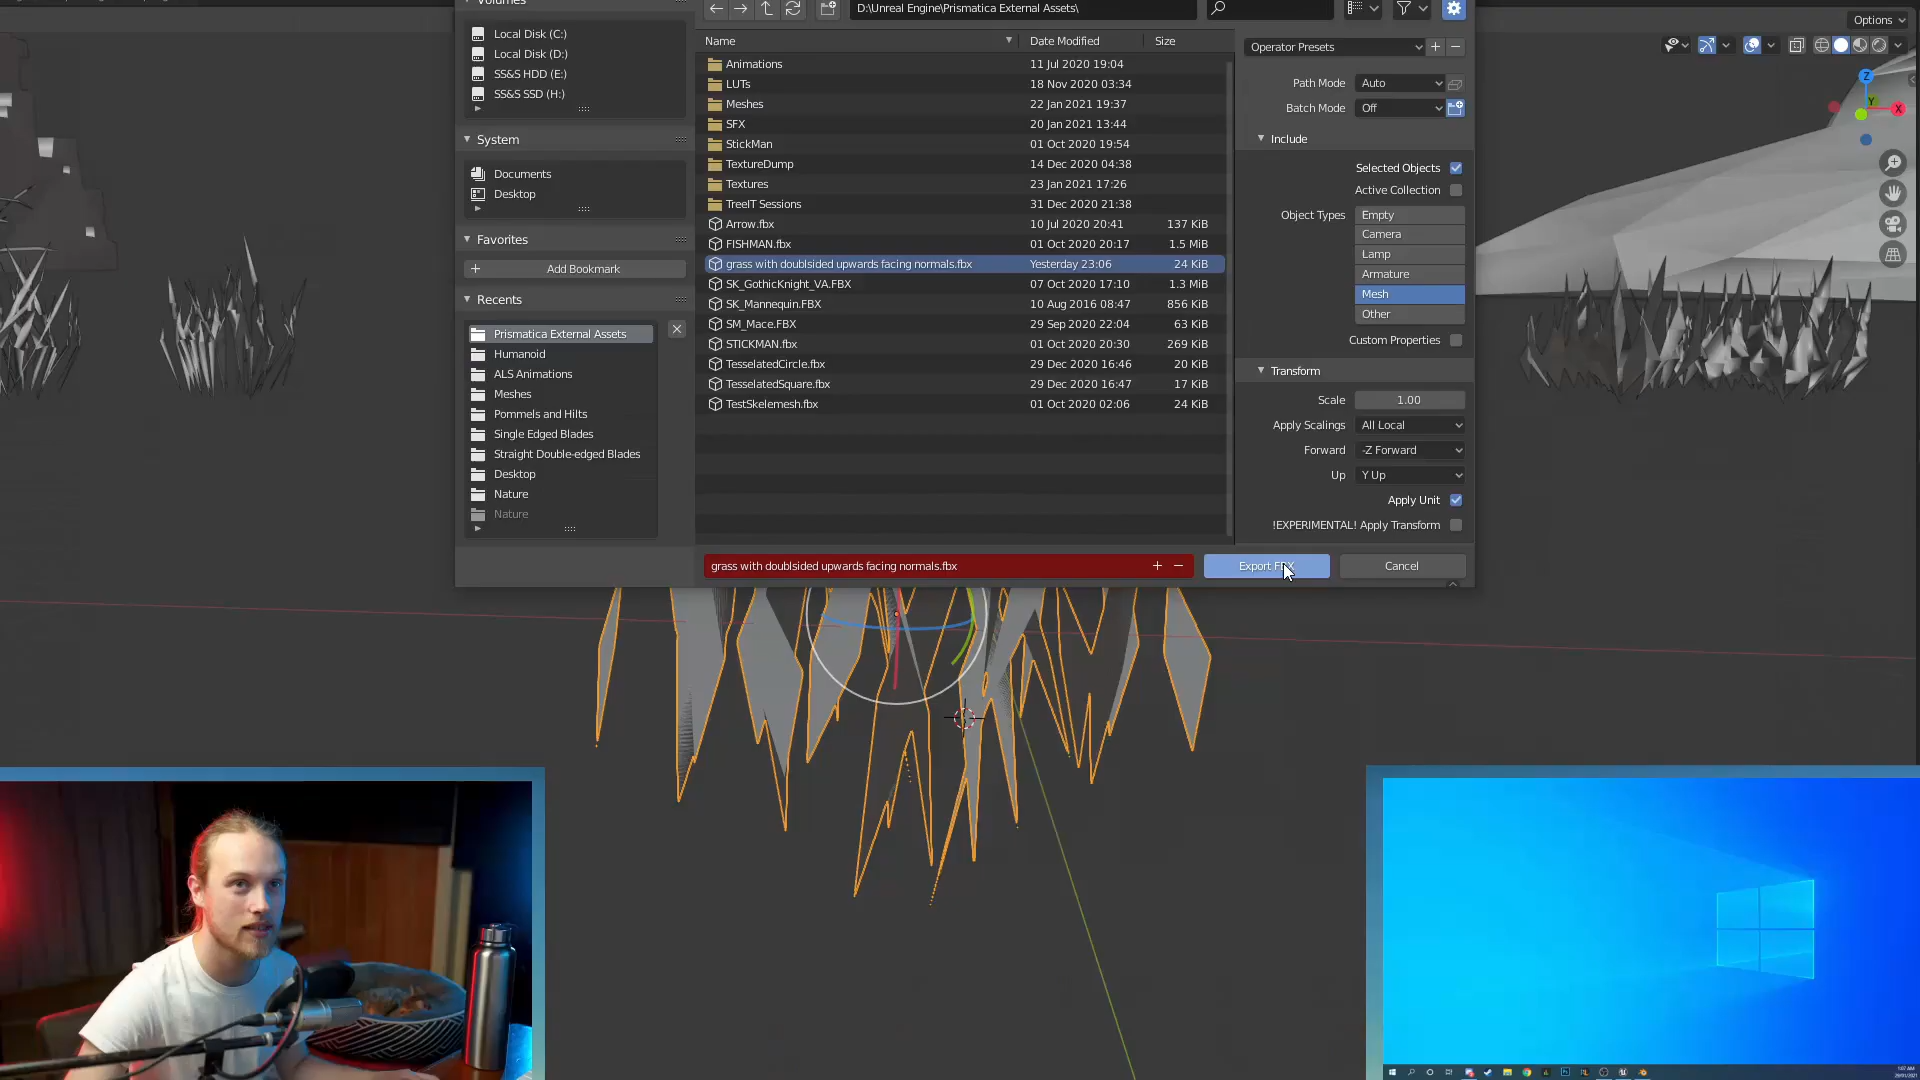 Volumes
D:\Unreal Engine\Prismatica External Assets\
Options
Local Disk (C:)
Local Disk (D:)
SS&S HDD (E:)
SS&S SSD (H:)
System
Documents
Desktop
Favorites
Add Bookmark
Recents
Prismatica External Assets
Humanoid
ALS Animations
Meshes
Pommels and Hilts
Single Edged Blades
Straight Double-edged Blades
Desktop
Nature
Nature
Name Date Modified Size
Animations 11 Jul 2020 19:04
LUTs 18 Nov 2020 03:34
Meshes 22 Jan 2021 19:37
SFX 20 Jan 2021 13:44
StickMan 01 Oct 2020 19:54
TextureDump 14 Dec 2020 04:38
Textures 23 Jan 2021 17:26
TreeIT Sessions 31 Dec 2020 21:38
Arrow.fbx 10 Jul 2020 20:41 137 KiB
FISHMAN.fbx 01 Oct 2020 20:17 1.5 MiB
grass with doublsided upwards facing normals.fbx Yesterday 23:06 24 KiB
SK_GothicKnight_VA.FBX 07 Oct 2020 17:10 1.3 MiB
SK_Mannequin.FBX 10 Aug 2016 08:47 856 KiB
SM_Mace.FBX 29 Sep 2020 22:04 63 KiB
STICKMAN.fbx 01 Oct 2020 20:30 269 KiB
TesselatedCircle.fbx 29 Dec 2020 16:46 20 KiB
TesselatedSquare.fbx 29 Dec 2020 16:47 17 KiB
TestSkelemesh.fbx 01 Oct 2020 02:06 24 KiB
Operator Presets
Path Mode Auto
Batch Mode Off
Include
Selected Objects
Active Collection
Object Types Empty
Camera
Lamp
Armature
Mesh
Other
Custom Properties
Transform
Scale 1.00
Apply Scalings All Local
Forward -Z Forward
Up Y Up
Apply Unit
!EXPERIMENTAL! Apply Transform
grass with doublsided upwards facing normals.fbx
Export FBX Cancel
Z
Y
X